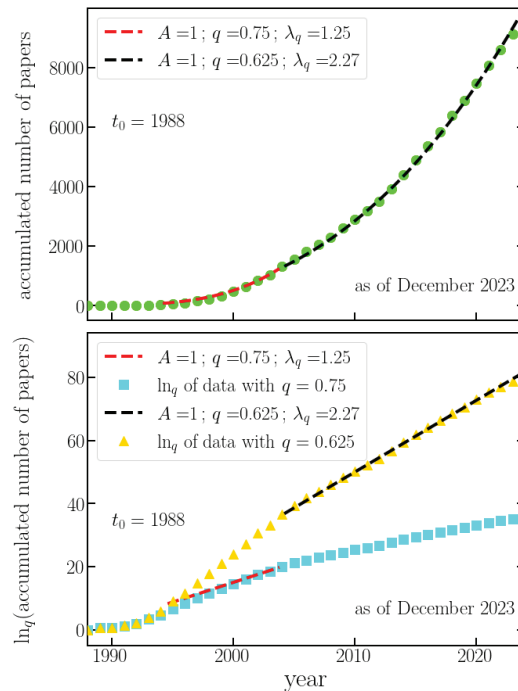 accumulated number of papers
8000
6000
4000
2000
0
A=1 ; q=0.75 ; λ_q=1.25
A=1 ; q=0.625 ; λ_q=2.27
t_0 = 1988
as of December 2023
ln_q(accumulated number of papers)
80
60
40
20
0
A=1 ; q=0.75 ; λ_q=1.25
ln_q of data with q = 0.75
A=1 ; q=0.625 ; λ_q=2.27
ln_q of data with q = 0.625
t_0 = 1988
as of December 2023
1990 2000 2010 2020
year